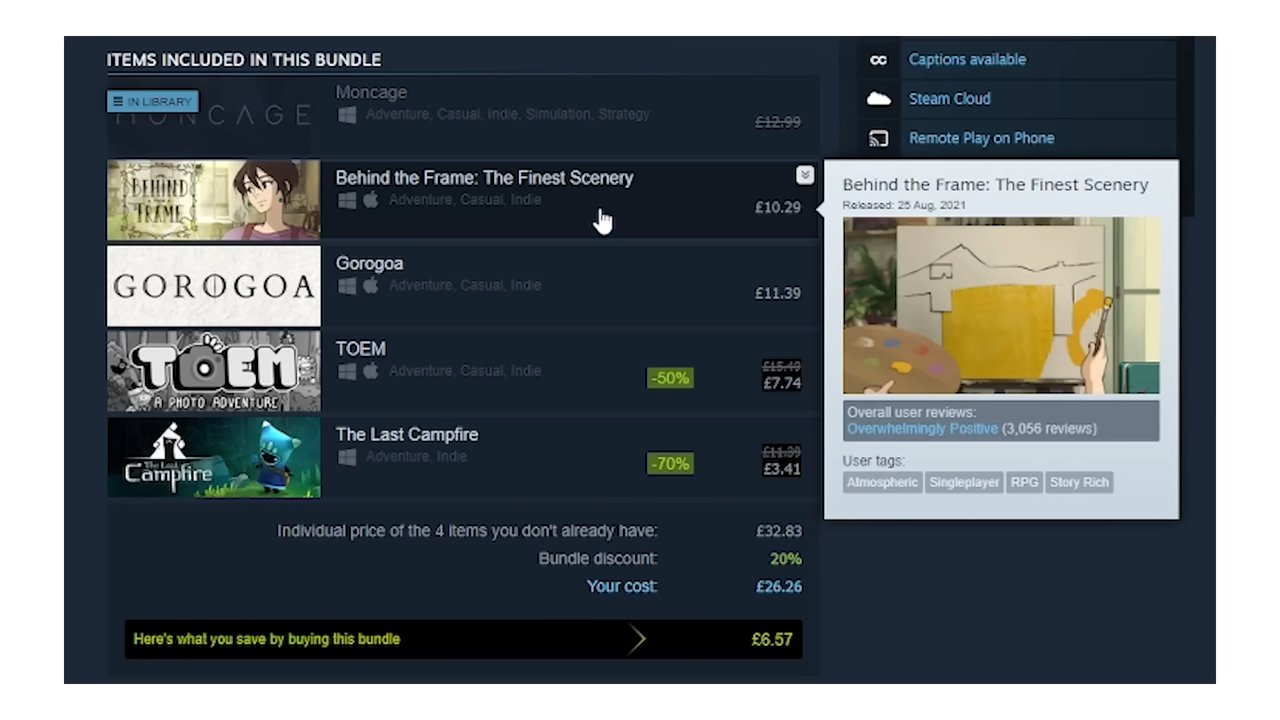 ITEMS INCLUDED IN THIS BUNDLE
IN LIBRARY
MONCAGE
Moncage
Adventure, Casual, Indie, Simulation, Strategy
£12.99
BEHIND
THE
FRAME
Behind the Frame: The Finest Scenery
Adventure, Casual, Indie
£10.29
GOROGOA
Gorogoa
Adventure, Casual, Indie
£11.39
TOEM
A PHOTO ADVENTURE
TOEM
Adventure, Casual, Indie
-50%
£15.49
£7.74
The Last
Campfire
The Last Campfire
Adventure, Indie
-70%
£11.39
£3.41
Individual price of the 4 items you don't already have: £32.83
Bundle discount: 20%
Your cost: £26.26
Here's what you save by buying this bundle £6.57
CC Captions available
Steam Cloud
Remote Play on Phone
Behind the Frame: The Finest Scenery
Released: 25 Aug, 2021
Overall user reviews:
Overwhelmingly Positive (3,056 reviews)
User tags:
Atmospheric Singleplayer RPG Story Rich